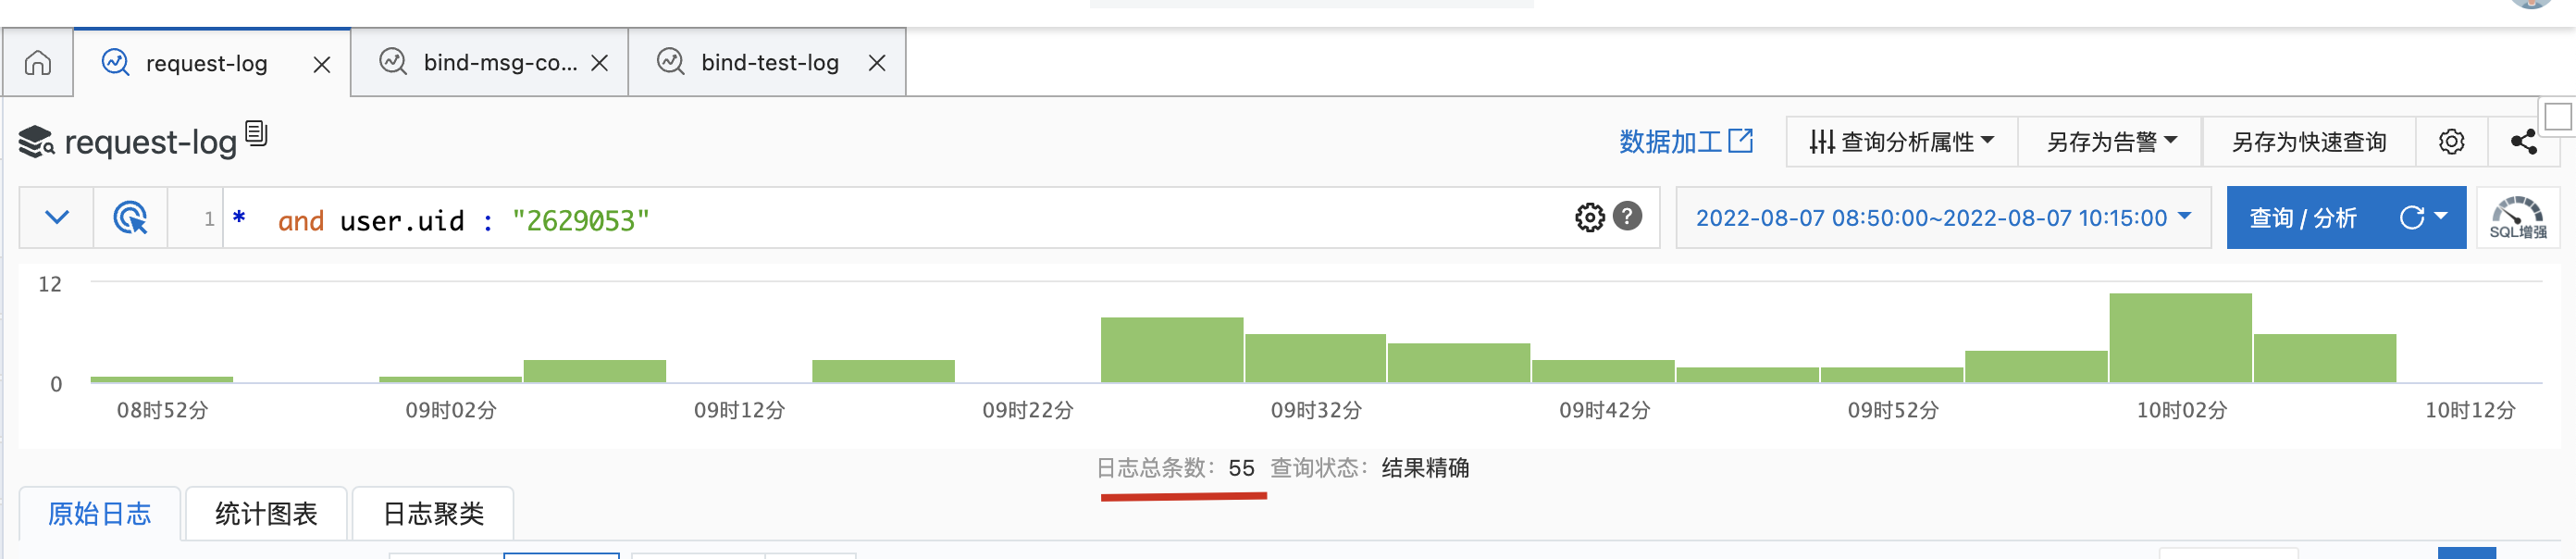 request-log
bind-msg-co...
bind-test-log
request-log
数据加工
查询分析属性
另存为告警
另存为快速查询
1 * and user.uid : "2629053"
?
2022-08-07 08:50:00~2022-08-07 10:15:00
查询 / 分析
SQL增强
12
0
08时52分 09时02分 09时12分 09时22分 09时32分 09时42分 09时52分 10时02分 10时12分
日志总条数: 55 查询状态: 结果精确
原始日志 统计图表 日志聚类